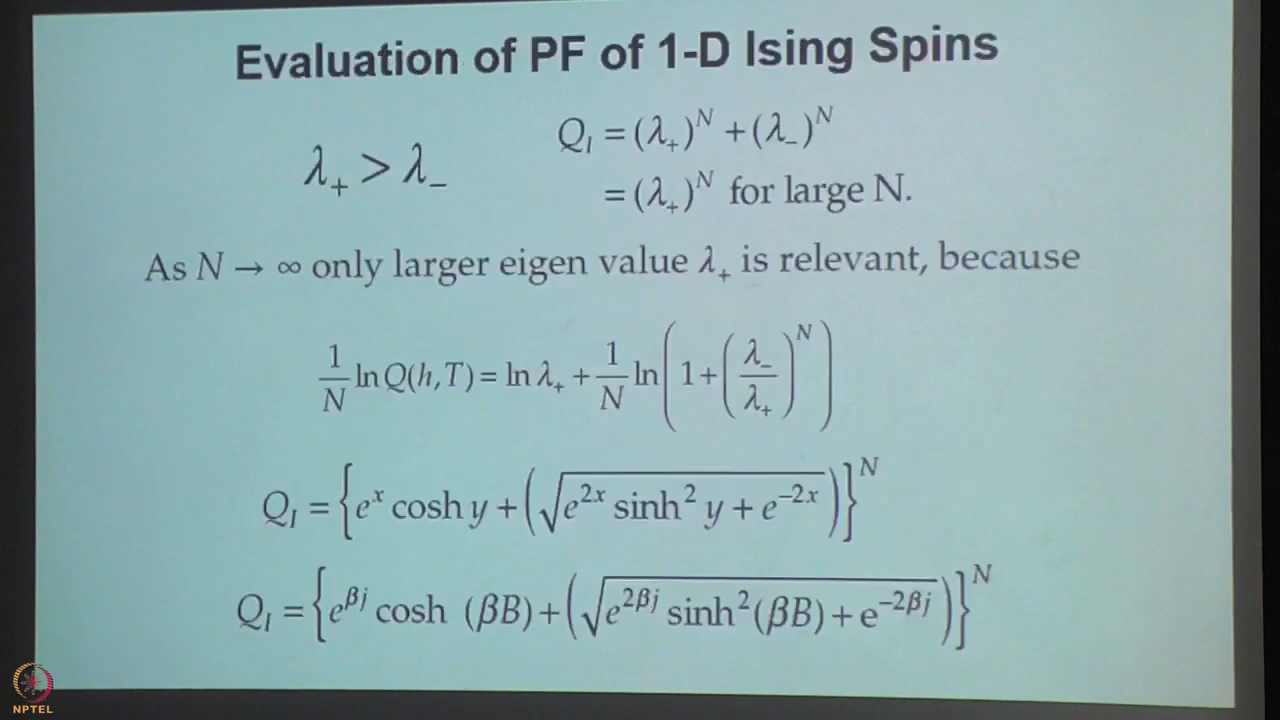 Evaluation of PF of 1-D Ising Spins
λ₊ > λ₋
Q_I = (λ₊)^N + (λ₋)^N
= (λ₊)^N for large N.
As N → ∞ only larger eigen value λ₊ is relevant, because
1/N ln Q(h,T) = ln λ₊ + 1/N ln(1+(λ₋/λ₊)^N)
Q_I = {e^x cosh y + (√(e^{2x} sinh² y + e^{−2x}))}^N
Q_I = {e^{βj} cosh (βB) + (√(e^{2βj} sinh²(βB) + e^{−2βj}))}^N
NPTEL